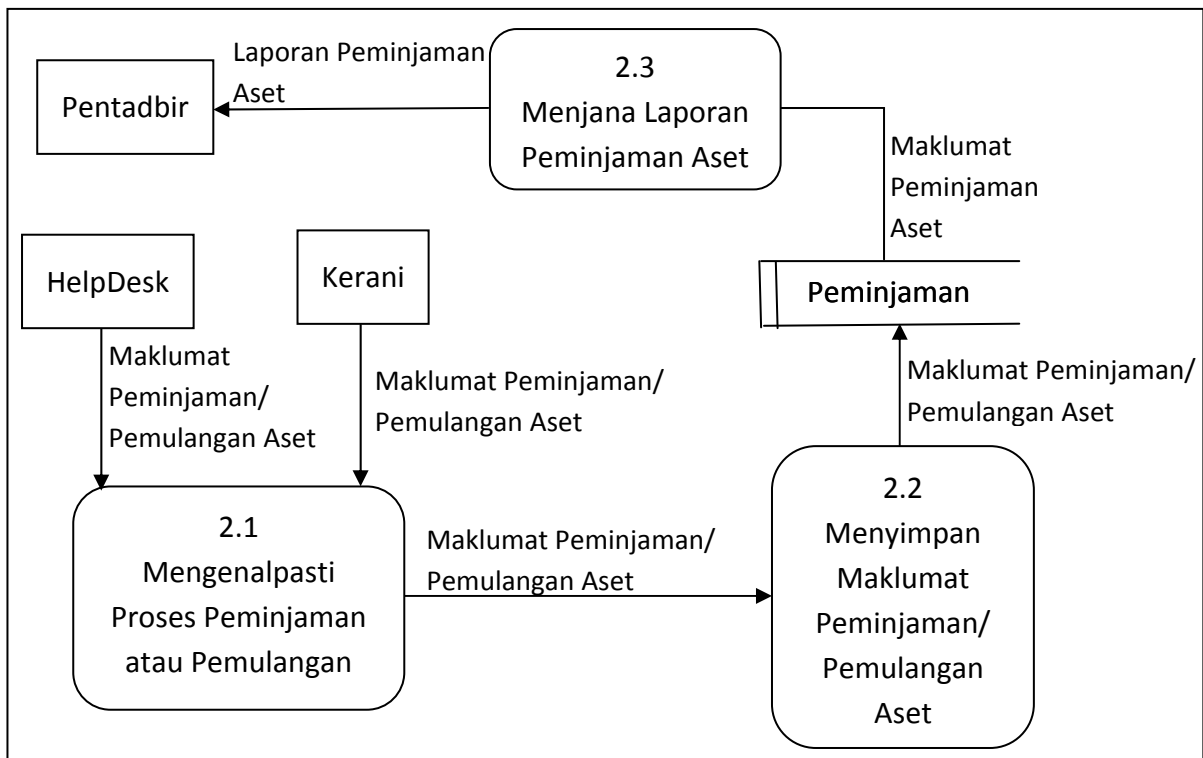 Laporan Peminjaman
Aset
Pentadbir
2.3
Menjana Laporan
Peminjaman Aset
Maklumat
Peminjaman
Aset
HelpDesk
Kerani
Peminjaman
Maklumat
Peminjaman/
Pemulangan Aset
Maklumat Peminjaman/
Pemulangan Aset
Maklumat Peminjaman/
Pemulangan Aset
2.1
Mengenalpasti
Proses Peminjaman
atau Pemulangan
Maklumat Peminjaman/
Pemulangan Aset
2.2
Menyimpan
Maklumat
Peminjaman/
Pemulangan
Aset